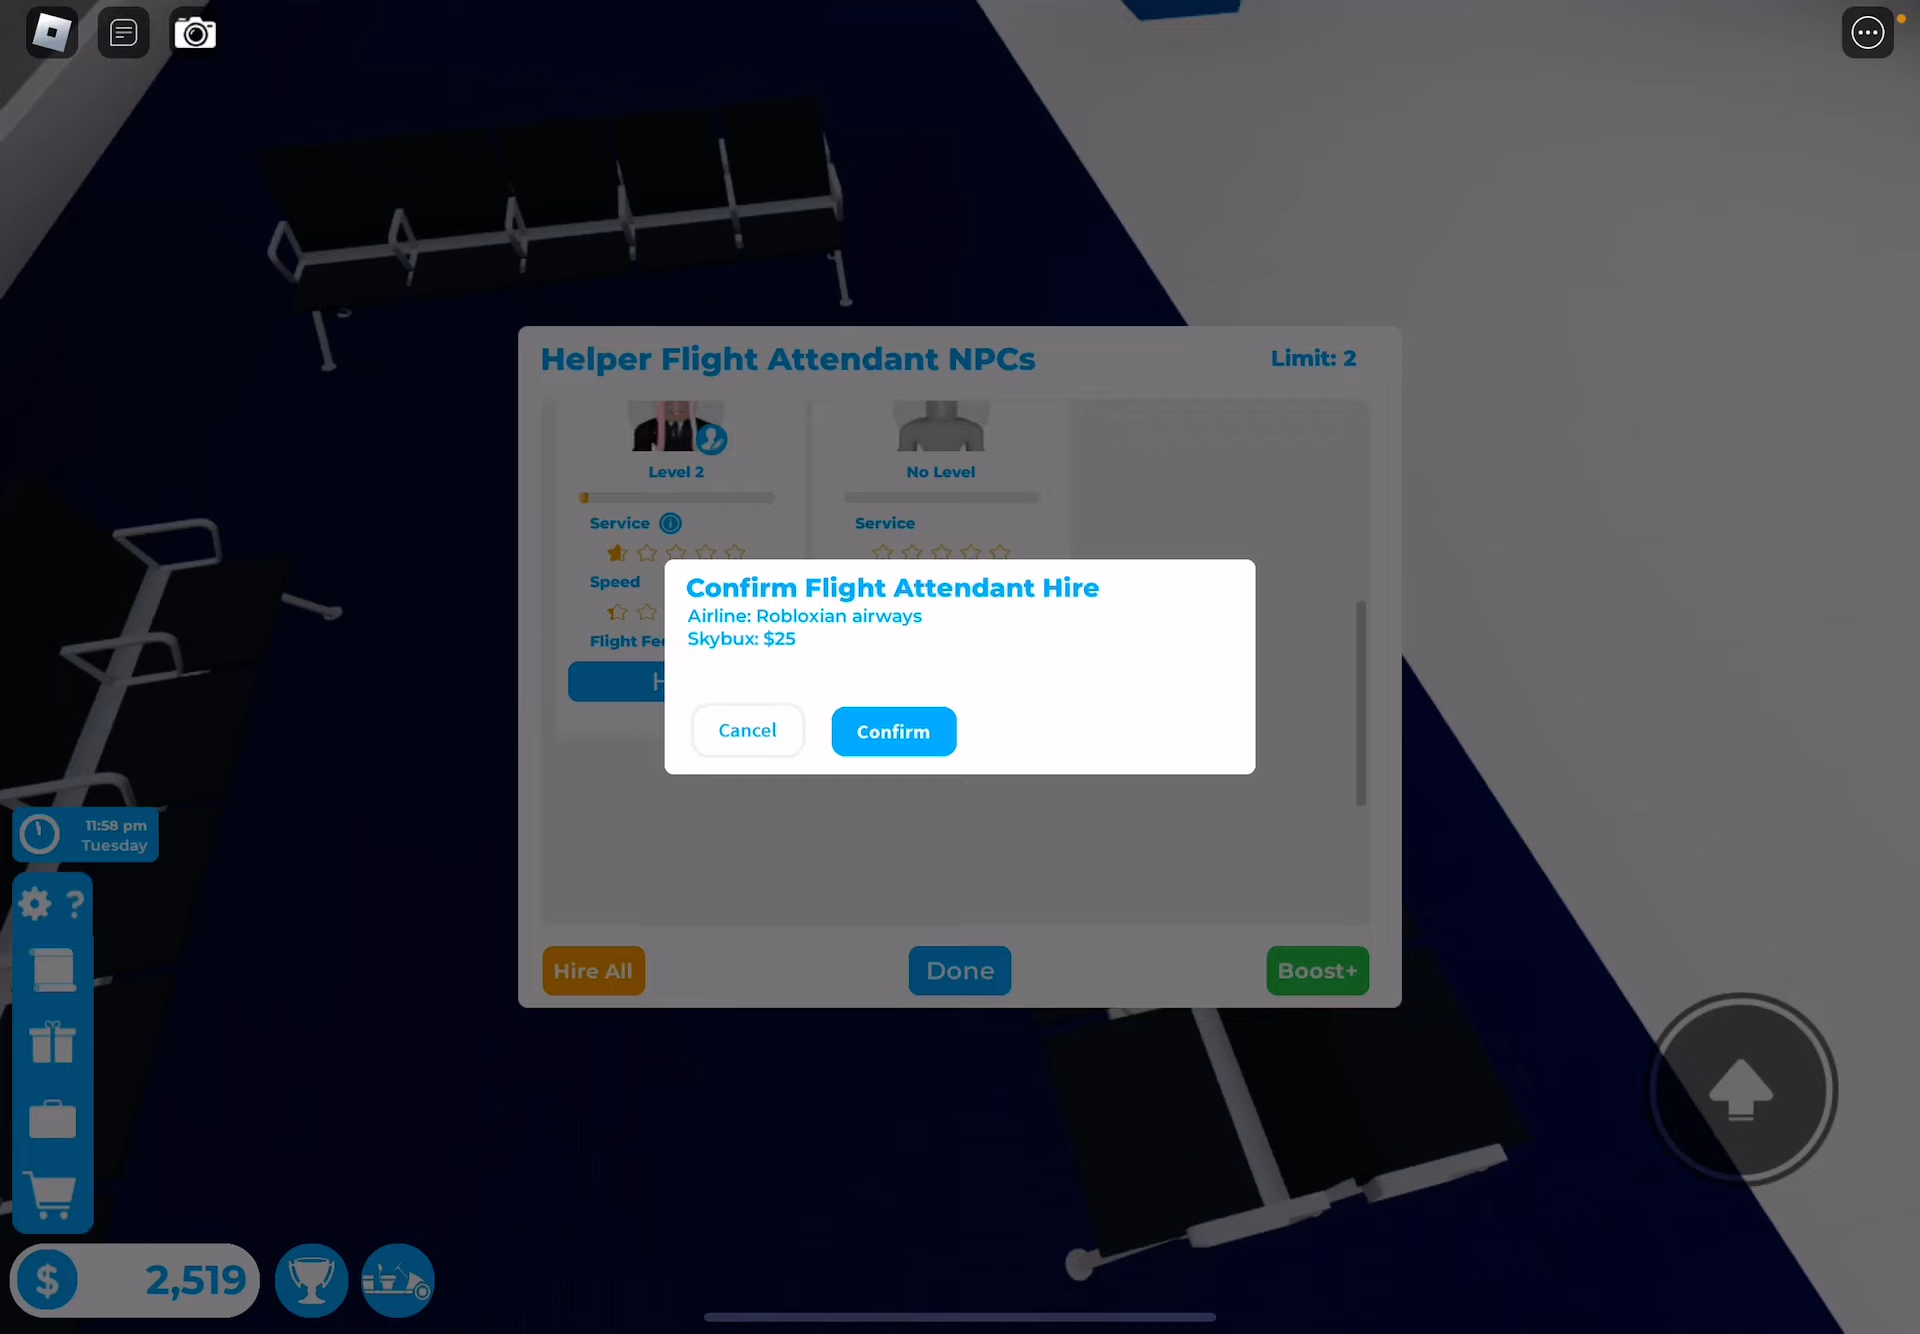 Helper Flight Attendant NPCs
Limit: 2
Level 2
No Level
Service
Service
Speed
Confirm Flight Attendant Hire
Airline: Robloxian airways
Skybux: $25
Cancel
Confirm
11:58 pm
Tuesday
?
Hire All
Done
Boost+
$
2,519